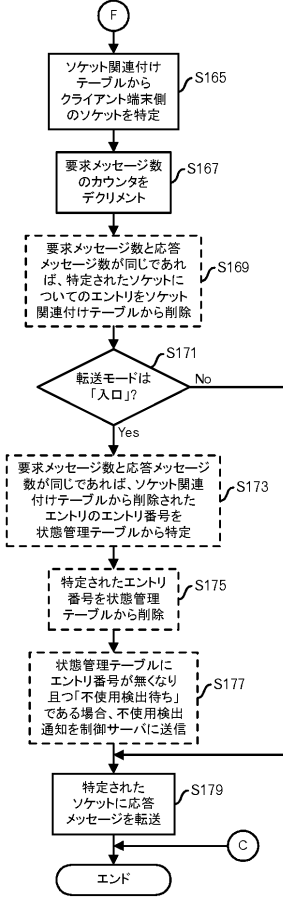 F
ソケット関連付け
テーブルから
クライアント端末側
のソケットを特定
S165
要求メッセージ数
のカウンタを
デクリメント
S167
要求メッセージ数と応答
メッセージ数が同じであれ
ば、特定されたソケットに
ついてのエントリをソケット
関連付けテーブルから削除
S169
転送モードは
「入口」?
S171
No
Yes
要求メッセージ数と応答メッセージ
数が同じであれば、ソケット関連
付けテーブルから削除された
エントリのエントリ番号を
状態管理テーブルから特定
S173
特定されたエントリ
番号を状態管理
テーブルから削除
S175
状態管理テーブルに
エントリ番号が無くなり
且つ「不使用検出待ち」
である場合、不使用検出
通知を制御サーバに送信
S177
特定された
ソケットに応答
メッセージを転送
S179
C
エンド